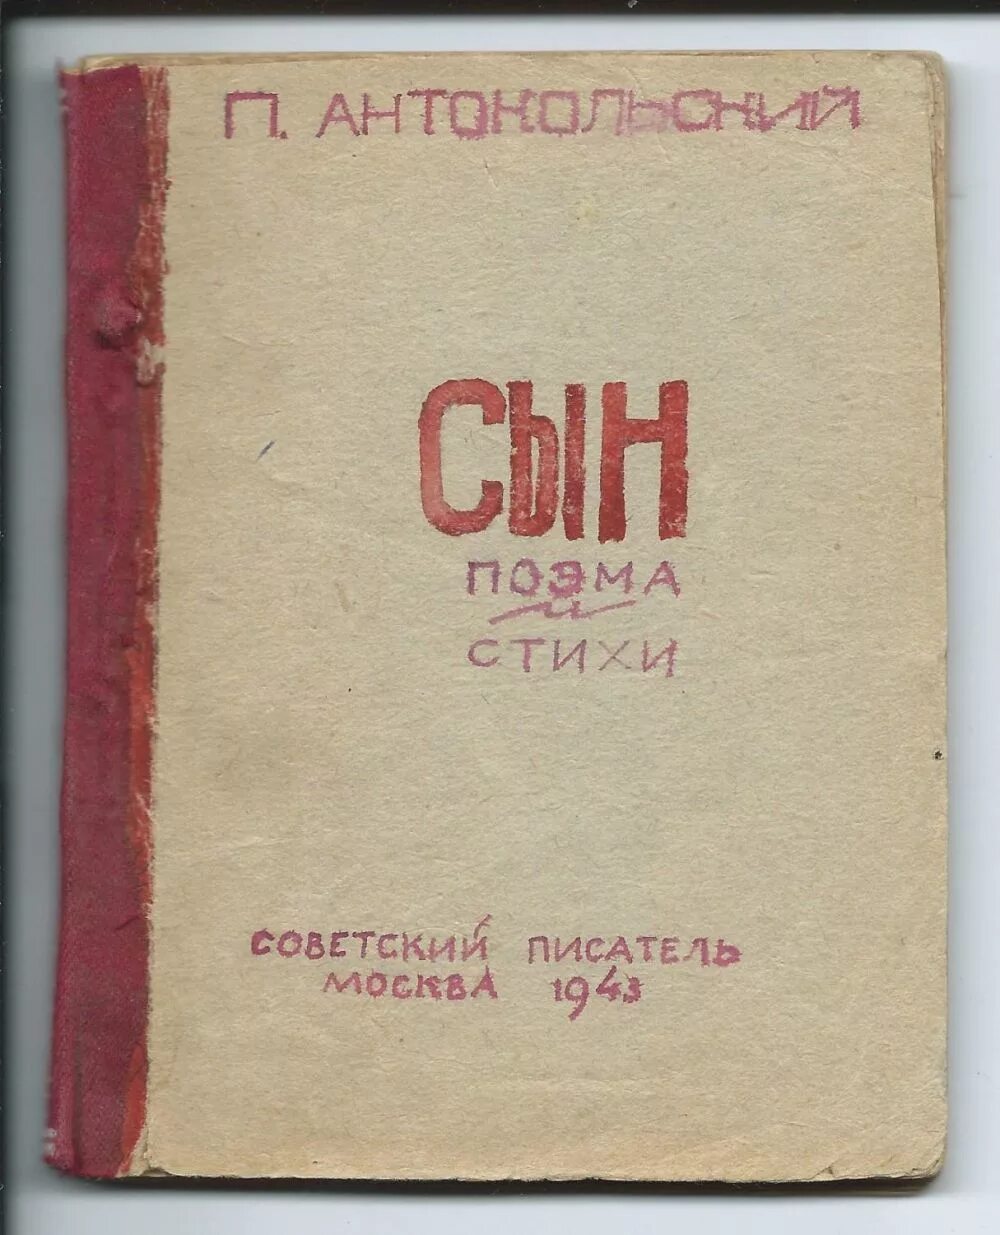 П. АНТОКОЛЬСКИЙ
СЫН
ПОЭМА
и
СТИХИ
СОВЕТСКИЙ ПИСАТЕЛЬ
МОСКВА 1943